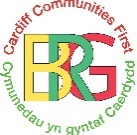 Cardiff Communities First
BRG
Cymunedau yn gyntaf Caerdydd